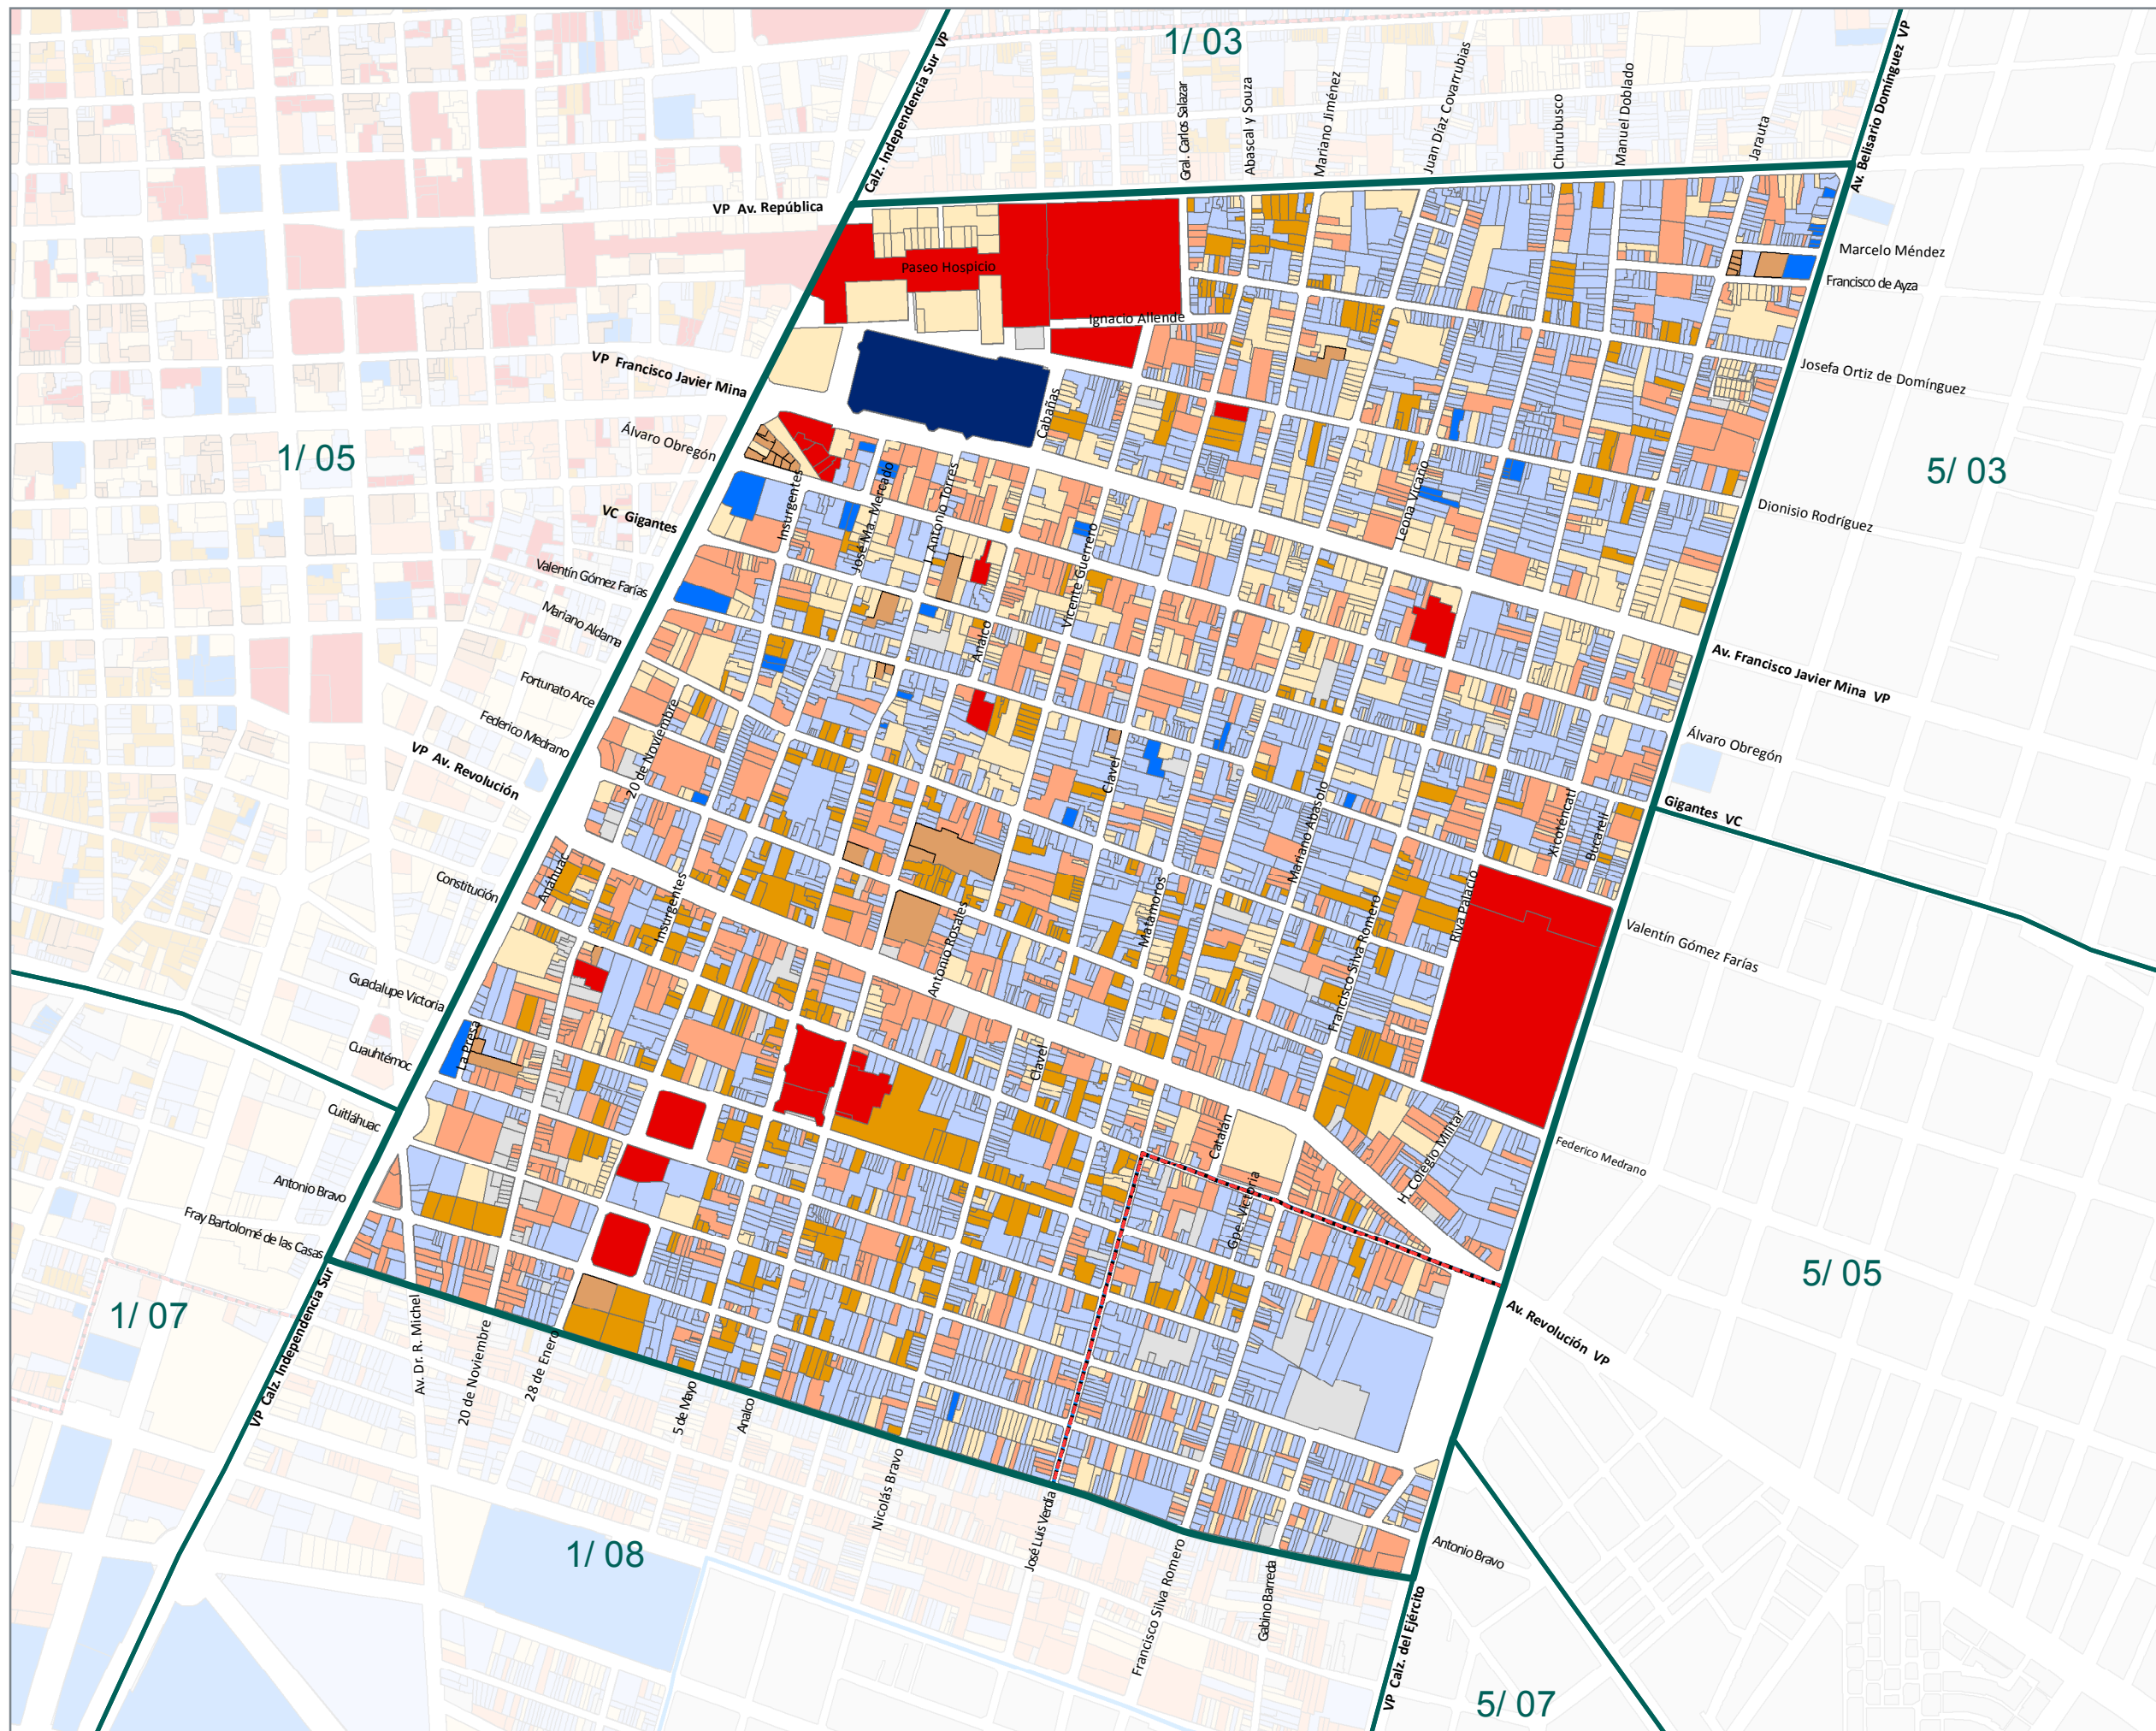 1/ 03
Calz. Independencia Sur VP
Gral. Carlos Salazar
Abascal y Souza
Mariano Jiménez
Juan Díaz Covarrubias
Churubusco
Manuel Doblado
Jarauta
Av. Belisario Domínguez VP
VP Av. República
Marcelo Méndez
Paseo Hospicio
Francisco de Ayza
Ignacio Allende
VP Francisco Javier Mina
Josefa Ortiz de Domínguez
Cabañas
Álvaro Obregón
1/ 05
5/ 03
Insurgentes
José Ma. Mercado
J. Antonio Torres
Leona Vicario
VC Gigantes
Dionisio Rodríguez
Vicente Guerrero
Valentín Gómez Farías
Mariano Aldama
Analco
Av. Francisco Javier Mina VP
Fortunato Arce
Federico Medrano
20 de Noviembre
Álvaro Obregón
VP Av. Revolución
Clavel
Mariano Abasolo
Xicoténcatl
Bucareli
Gigantes VC
Anáhuac
Constitución
Insurgentes
Antonio Rosales
Matamoros
Francisco Silva Romero
Riva Palacio
Valentín Gómez Farías
Guadalupe Victoria
La Presa
Cuauhtémoc
Clavel
Cuitláhuac
Catalán
H. Colegio Militar
Federico Medrano
Antonio Bravo
Gpe. Victoria
Fray Bartolomé de las Casas
5/ 05
1/ 07
VP Calz. Independencia Sur
Av. Dr. R. Michel
20 de Noviembre
28 de Enero
5 de Mayo
Analco
Nicolás Bravo
José Luis Verdía
Av. Revolución VP
1/ 08
Francisco Silva Romero
Gabino Barreda
Antonio Bravo
VP Calz. del Ejército
5/ 07